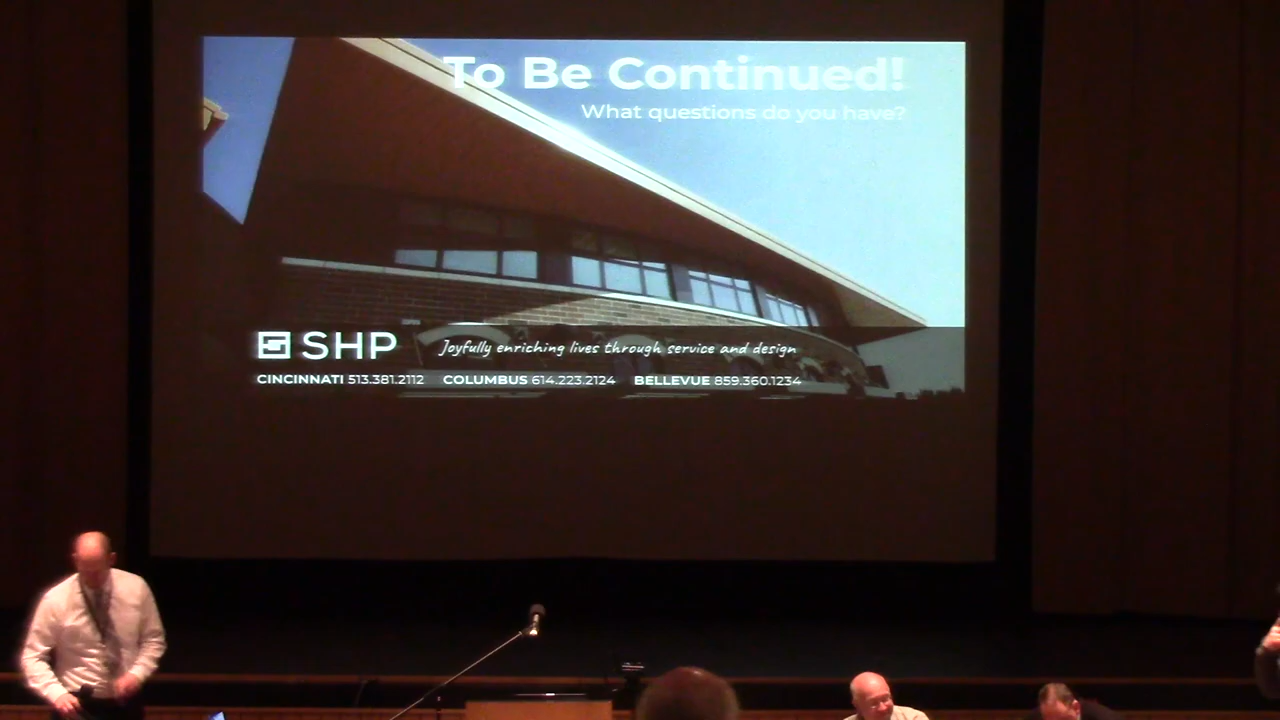 To Be Continued!
What questions do you have?
SHP Joyfully enriching lives through service and design
CINCINNATI 513.381.2112 COLUMBUS 614.223.2124 BELLEVUE 859.360.1234